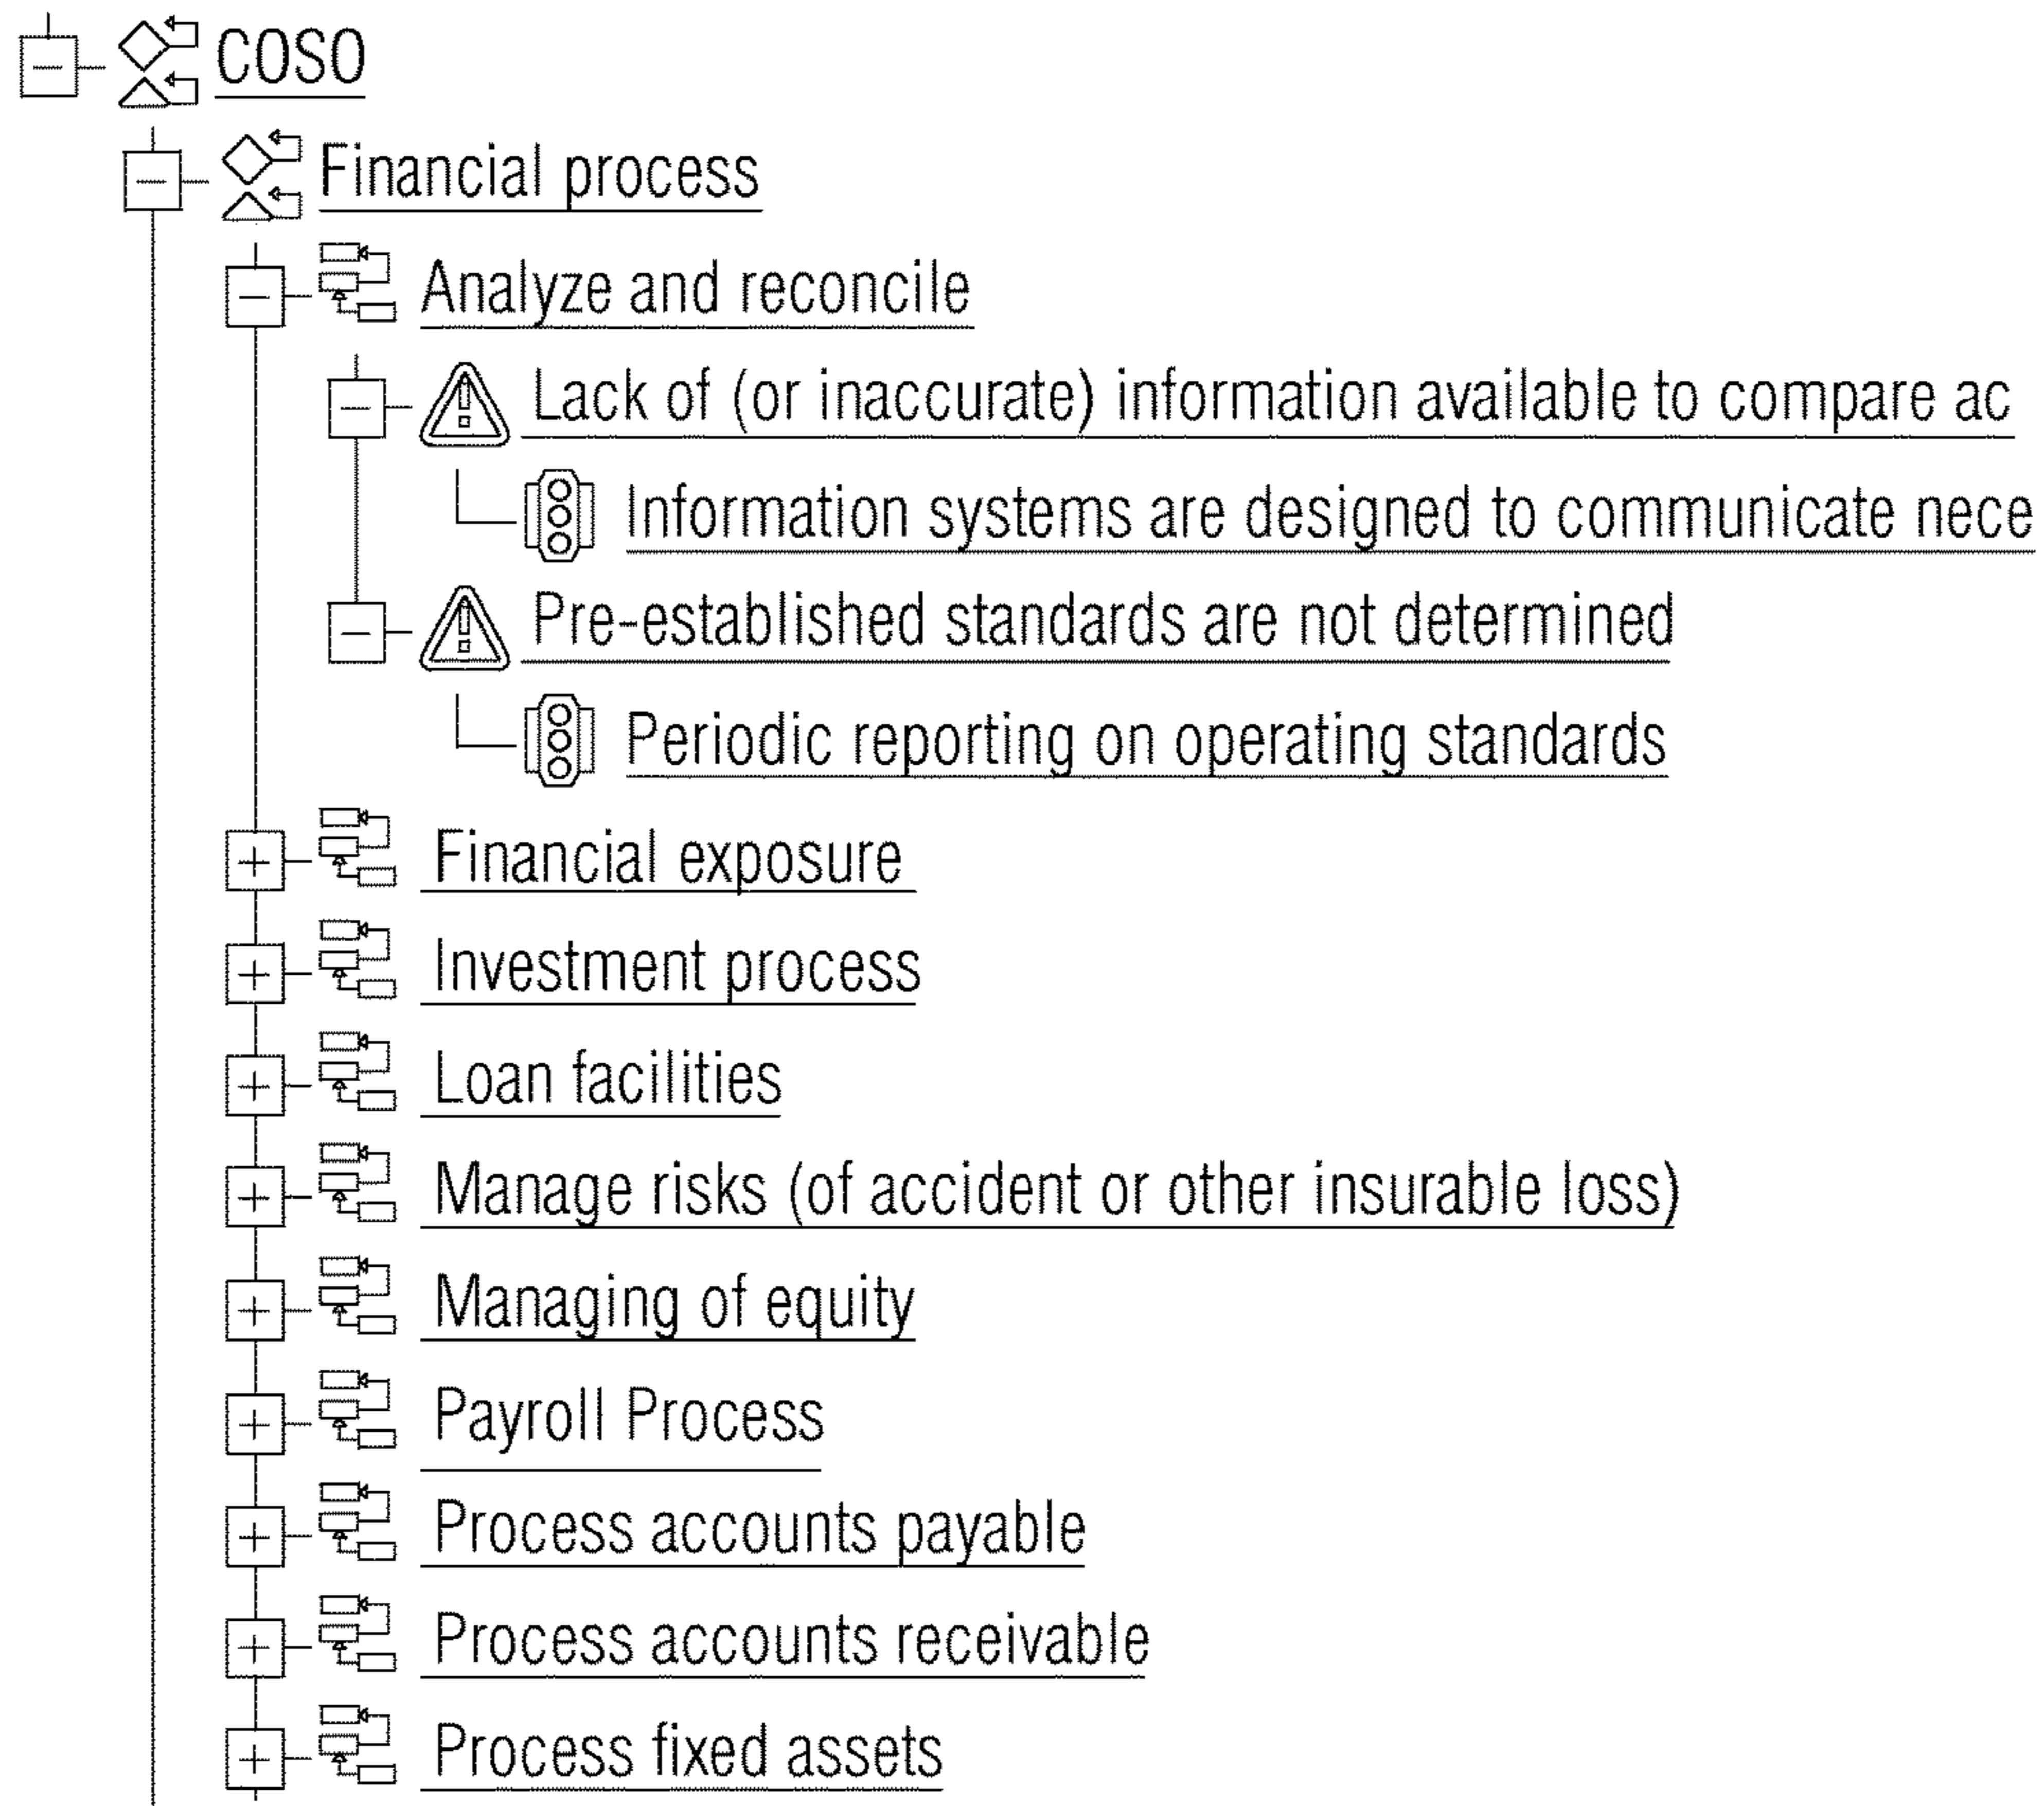 COSO
Financial process
Analyze and reconcile
Lack of (or inaccurate) information available to compare ac
Information systems are designed to communicate nece
Pre-established standards are not determined
Periodic reporting on operating standards
Financial exposure
Investment process
Loan facilities
Manage risks (of accident or other insurable loss)
Managing of equity
Payroll Process
Process accounts payable
Process accounts receivable
Process fixed assets